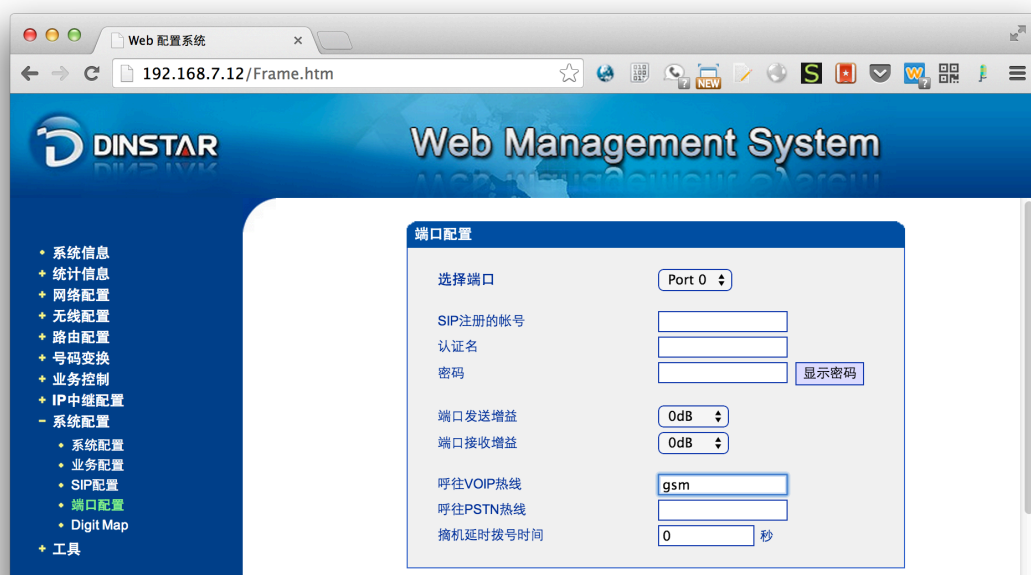 Web 配置系统
192.168.7.12/Frame.htm
NEW
S
W
?
?
DINSTAR
Web Management System
系统信息
统计信息
网络配置
无线配置
路由配置
号码变换
业务控制
IP中继配置
系统配置
系统配置
业务配置
SIP配置
端口配置
Digit Map
工具
端口配置
选择端口 Port 0
SIP注册的帐号
认证名
密码 显示密码
端口发送增益 0dB
端口接收增益 0dB
呼往VOIP热线 gsm
呼往PSTN热线
摘机延时拨号时间 0 秒